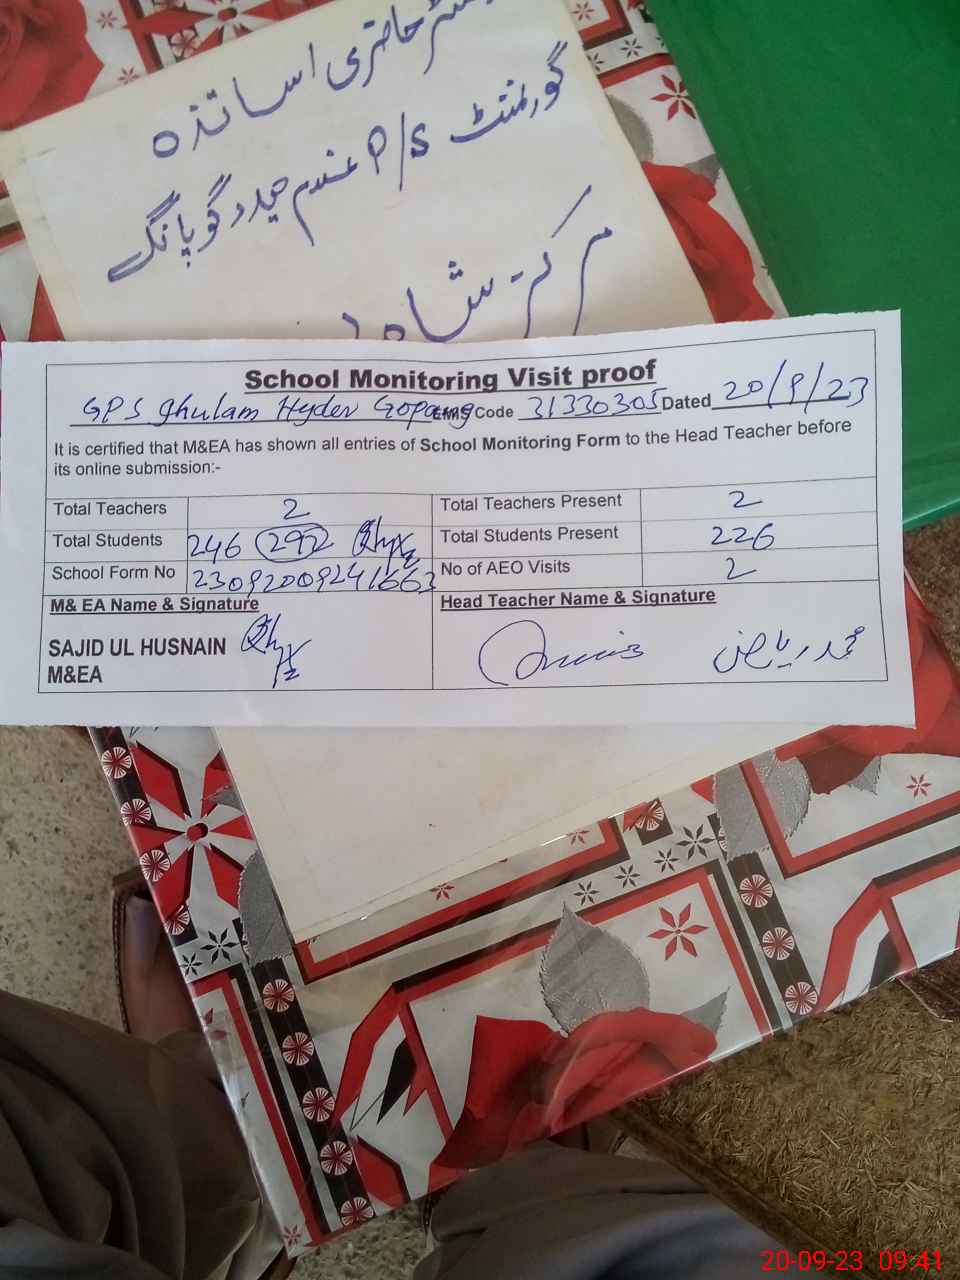 حاضری اساتذہ
گورنمنٹ P/S غلام حیدر گوپانگ
مرکز شاہ
School Monitoring Visit proof
GPS Ghulam Hyder Gopang EMIS Code 31330305 Dated 20/9/23
It is certified that M&EA has shown all entries of School Monitoring Form to the Head Teacher before
its online submission:-
Total Teachers 2 Total Teachers Present 2
Total Students 246 292 Total Students Present 226
School Form No 23092009241663 No of AEO Visits 2
M& EA Name & Signature Head Teacher Name & Signature
SAJID UL HUSNAIN
M&EA
محمد ریاض
20-09-23 09:41